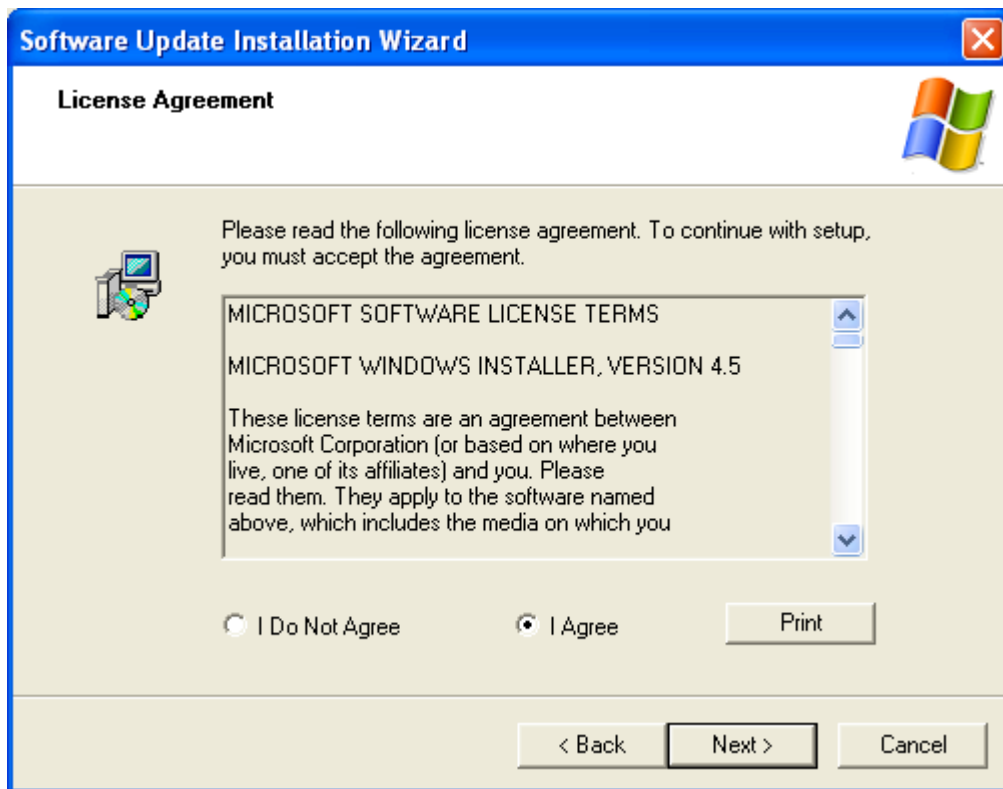 Software Update Installation Wizard
License Agreement
Please read the following license agreement. To continue with setup,
you must accept the agreement.
MICROSOFT SOFTWARE LICENSE TERMS
MICROSOFT WINDOWS INSTALLER, VERSION 4.5
These license terms are an agreement between
Microsoft Corporation (or based on where you
live, one of its affiliates) and you. Please
read them. They apply to the software named
above, which includes the media on which you
I Do Not Agree
I Agree
Print
< Back
Next >
Cancel